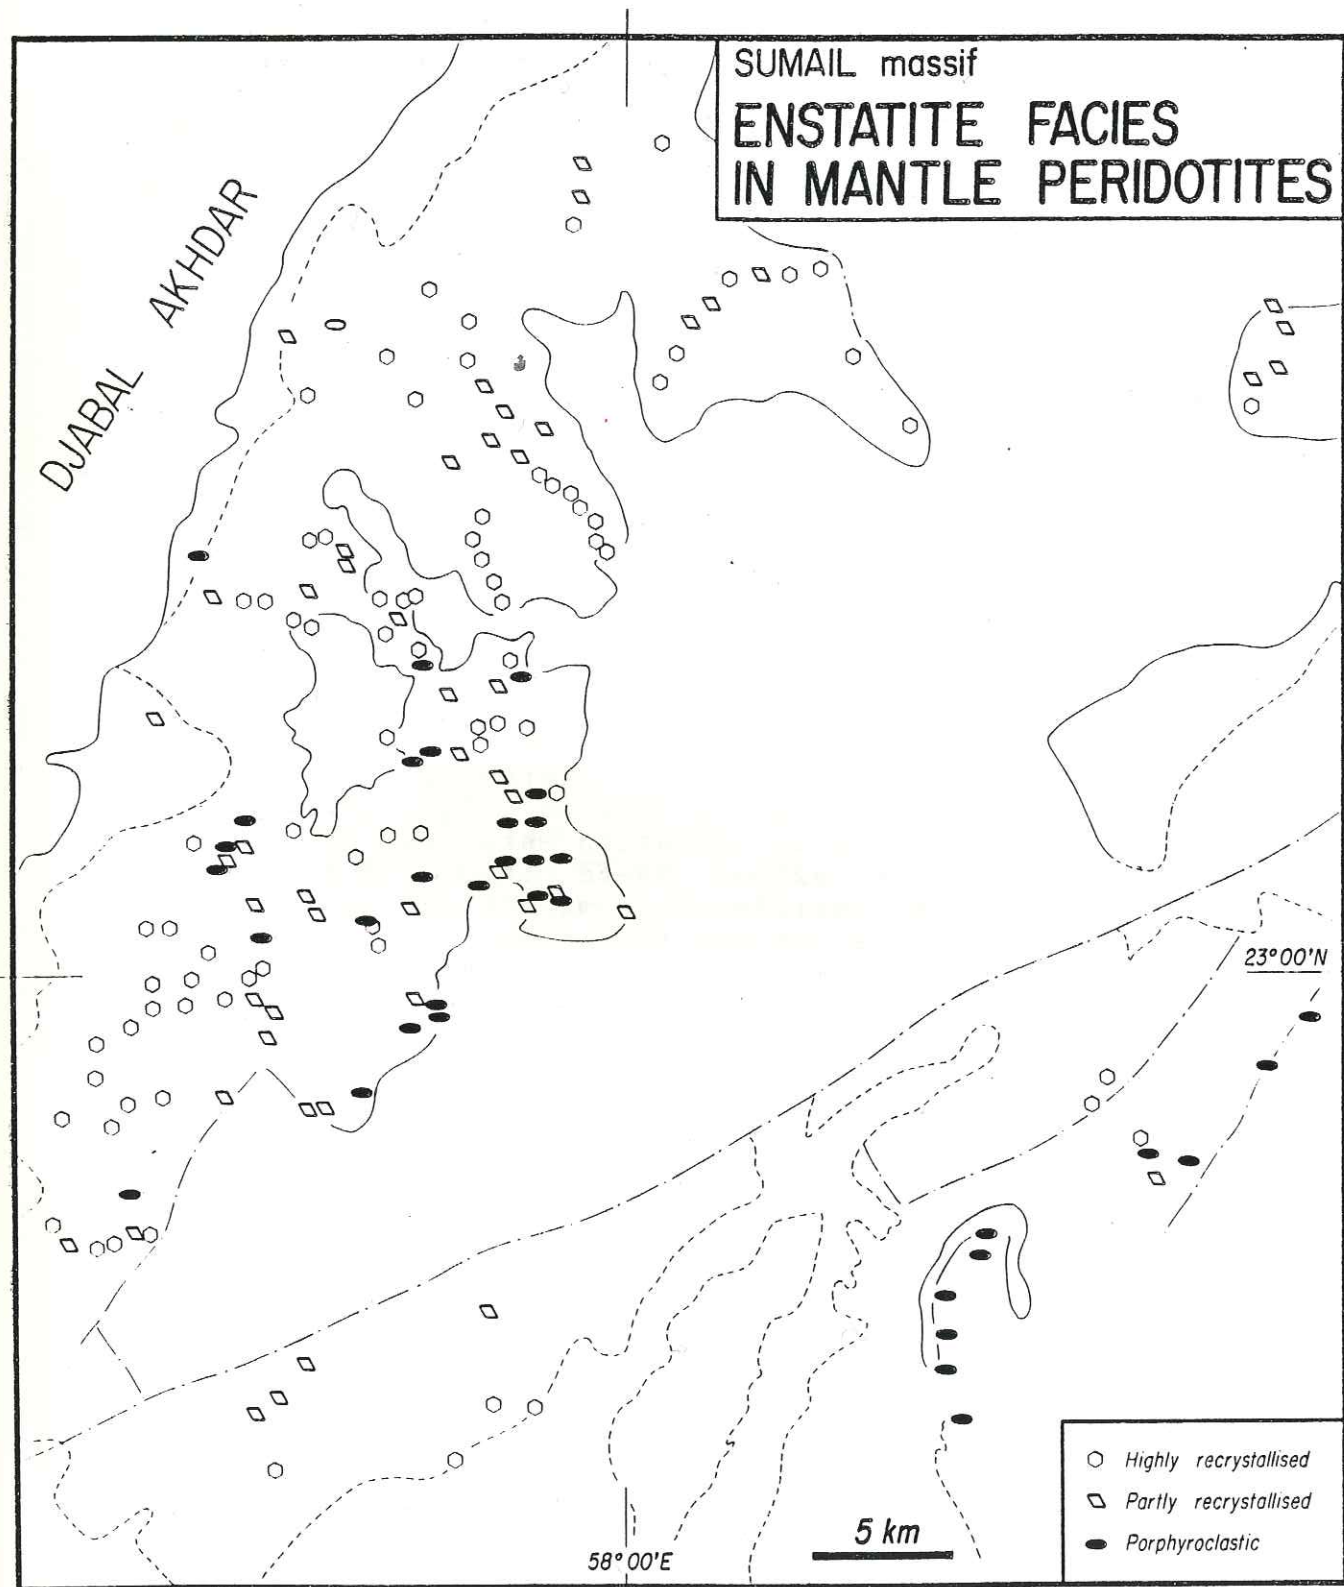 SUMAIL massif
ENSTATITE FACIES
IN MANTLE PERIDOTITES
DJABAL AKHDAR
23°00'N
58°00'E
5 km
Highly recrystallised
Partly recrystallised
Porphyroclastic